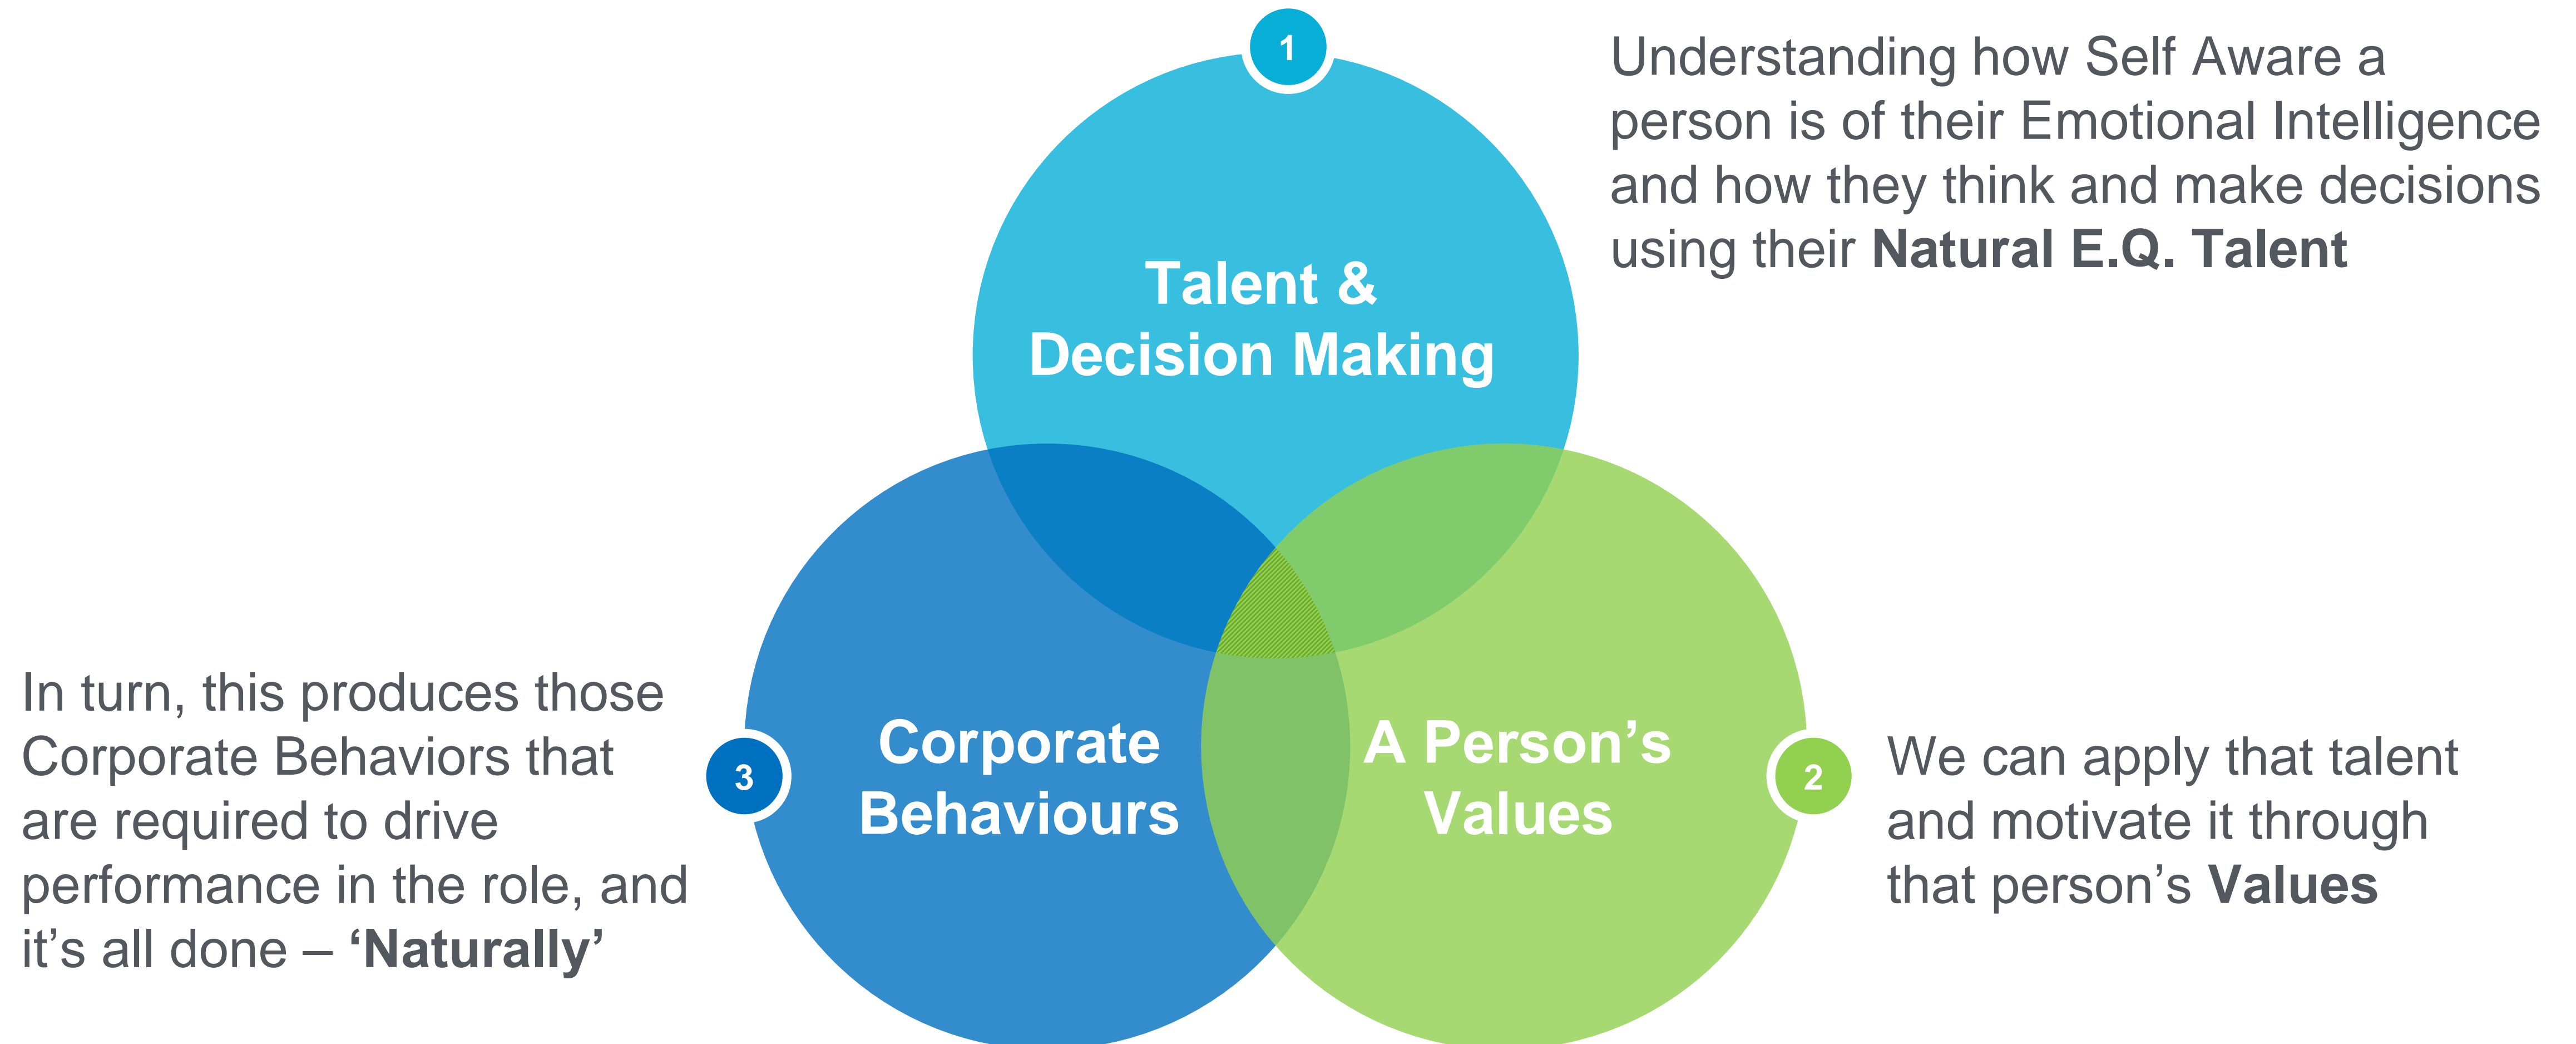 1
Understanding how Self Aware a
person is of their Emotional Intelligence
and how they think and make decisions
using their Natural E.Q. Talent
Talent &
Decision Making
In turn, this produces those
Corporate Behaviors that
are required to drive
performance in the role, and
it’s all done – ‘Naturally’
3
Corporate
Behaviours
A Person’s
Values
2
We can apply that talent
and motivate it through
that person’s Values